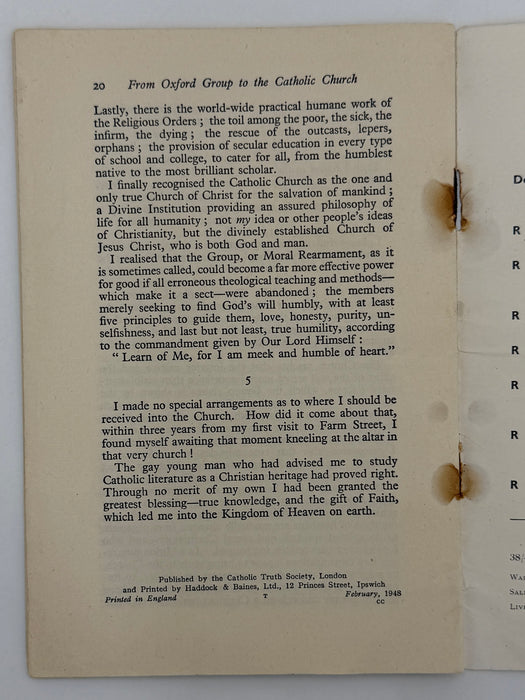 20 From Oxford Group to the Catholic Church
Lastly, there is the world-wide practical humane work of
the Religious Orders ; the toil among the poor, the sick, the
infirm, the dying ; the rescue of the outcasts, lepers,
orphans ; the provision of secular education in every type
of school and college, to cater for all, from the humblest
native to the most brilliant scholar.
I finally recognised the Catholic Church as the one and
only true Church of Christ for the salvation of mankind ;
a Divine Institution providing an assured philosophy of
life for all humanity ; not my idea or other people's ideas
of Christianity, but the divinely established Church of
Jesus Christ, who is both God and man.
I realised that the Group, or Moral Rearmament, as it
is sometimes called, could become a far more effective power
for good if all erroneous theological teaching and methods—
which make it a sect—were abandoned ; the members
merely seeking to find God's will humbly, with at least
five principles to guide them, love, honesty, purity, un-
selfishness, and last but not least, true humility, according
to the commandment given by Our Lord Himself :
“ Learn of Me, for I am meek and humble of heart.”
5
I made no special arrangements as to where I should be
received into the Church. How did it come about that,
within three years from my first visit to Farm Street, I
found myself awaiting that moment kneeling at the altar in
that very church !
The gay young man who had advised me to study
Catholic literature as a Christian heritage had proved right.
Through no merit of my own I had been granted the
greatest blessing—true knowledge, and the gift of Faith,
which led me into the Kingdom of Heaven on earth.
Published by the Catholic Truth Society, London
and Printed by Haddock & Baines, Ltd., 12 Princes Street, Ipswich
Printed in England T February, 1948
CC
R
R
R
R
R
R
R
38/